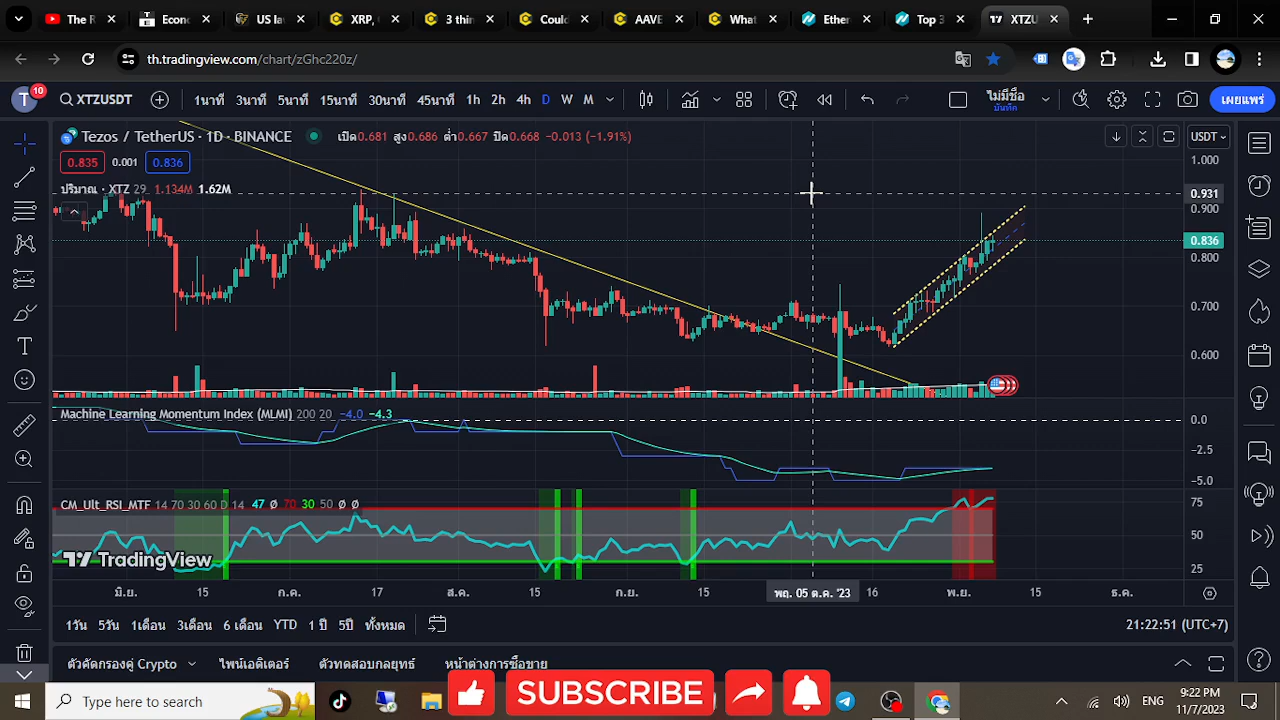 The R
Econo
US la
XRP,
3 thin
Coulc
AAVE
What
Ether
Top 3
XTZU
th.tradingview.com/chart/zGhc220z/
T 10 XTZUSDT 1นาที 3นาที 5นาที 15นาที 30นาที 45นาที 1h 2h 4h D W M ไม่มีชื่อ บันทึก เผยแพร่
Tezos / TetherUS · 1D · BINANCE เปิด0.681 สูง0.686 ต่ำ0.667 ปิด0.668 -0.013 (-1.91%) USDT
0.835 0.001 0.836
ปริมาณ · XTZ 29 1.134M 1.62M
1.000
0.931
0.900
0.836
0.800
0.700
0.600
Machine Learning Momentum Index (MLMI) 200 20 -4.0 -4.3
0.0
-2.5
-5.0
CM_Ult_RSI_MTF 14 70 30 60 D 14 47 Ø 70 30 50 Ø Ø
75
50
25
TradingView
มิ.ย. 15 ก.ค. 17 ส.ค. 15 ก.ย. 15 พฤ. 05 ต.ค. '23 16 พ.ย. 15 ธ.ค.
1วัน 5วัน 1เดือน 3เดือน 6 เดือน YTD 1 ปี 5ปี ทั้งหมด 21:22:51 (UTC+7)
ตัวคัดกรองคู่ Crypto ไพน์เอดิเตอร์ ตัวทดสอบกลยุทธ์ หน้าต่างการซื้อขาย
SUBSCRIBE
Type here to search
ENG
9:22 PM
11/7/2023